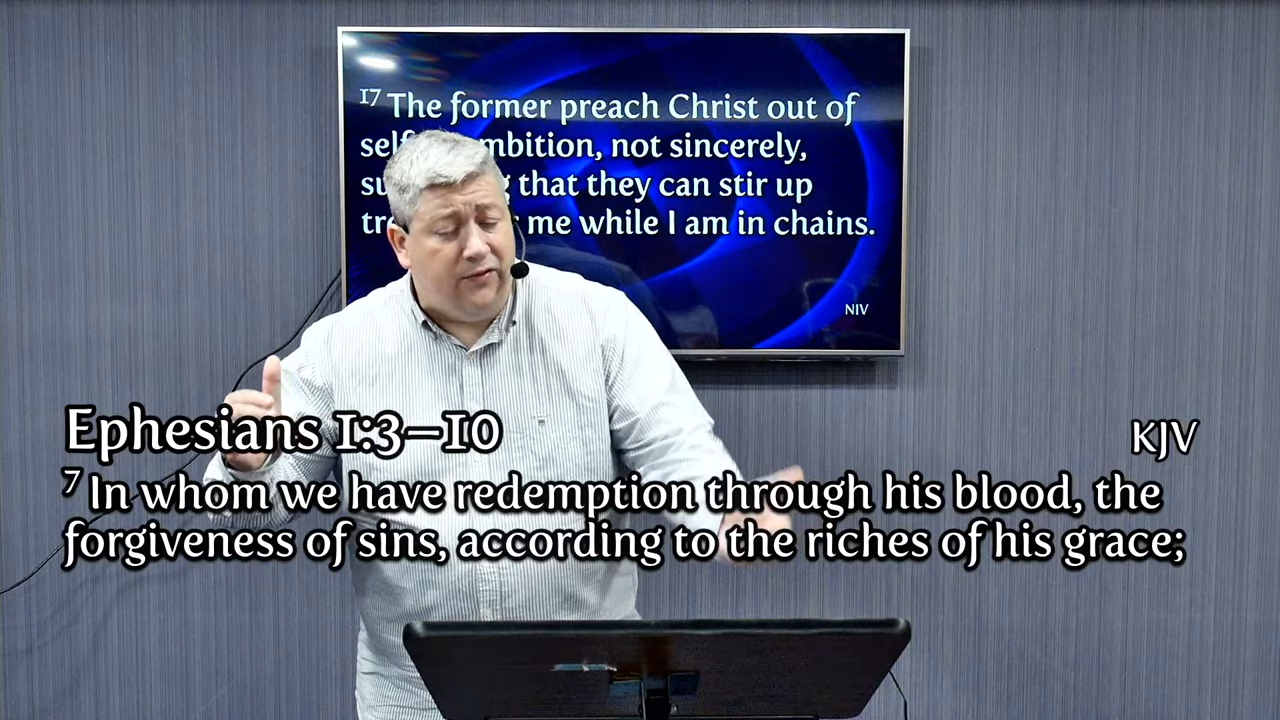 17 The former preach Christ out of
mbition, not sincerely,
that they can stir up
me while I am in chains.
NIV
Ephesians 1:3–10
KJV
7 In whom we have redemption through his blood, the
forgiveness of sins, according to the riches of his grace;